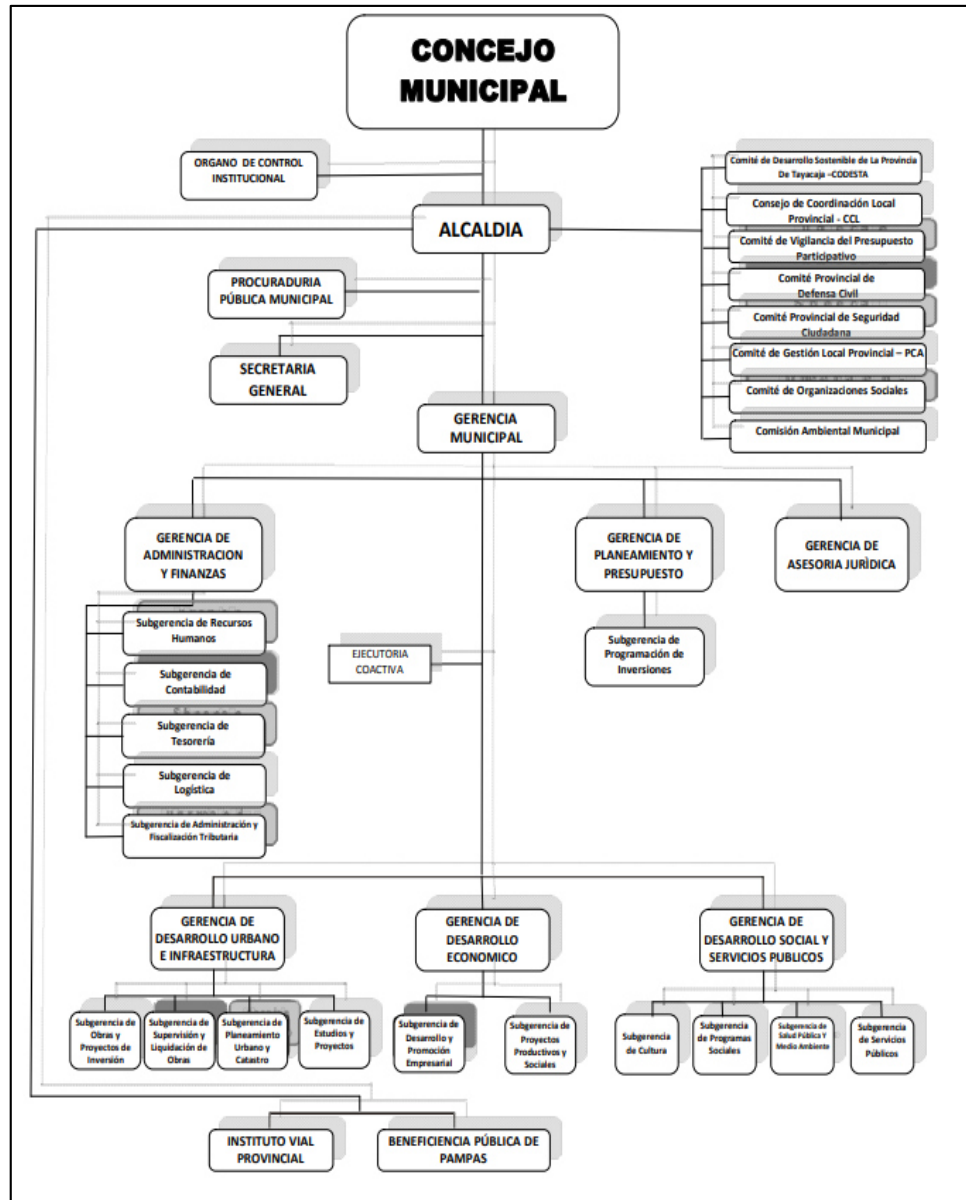 CONCEJO
MUNICIPAL
ORGANO DE CONTROL
INSTITUCIONAL
Comité de Desarrollo Sostenible de La Provincia
De Tayacaja –CODESTA
Consejo de Coordinación Local
Provincial - CCL
ALCALDIA
Comité de Vigilancia del Presupuesto
Participativo
PROCURADURIA
PÚBLICA MUNICIPAL
Comité Provincial de
Defensa Civil
Comité Provincial de Seguridad
Ciudadana
SECRETARIA
GENERAL
Comité de Gestión Local Provincial – PCA
Comité de Organizaciones Sociales
GERENCIA
MUNICIPAL
Comisión Ambiental Municipal
GERENCIA DE
ADMINISTRACION
Y FINANZAS
GERENCIA DE
PLANEAMIENTO Y
PRESUPUESTO
GERENCIA DE
ASESORIA JURÌDICA
Subgerencia de Recursos
Humanos
Subgerencia de
Contabilidad
Subgerencia de
Tesorería
Subgerencia de
Logística
Subgerencia de Administración y
Fiscalización Tributaria
EJECUTORIA
COACTIVA
Subgerencia de
Programación de
Inversiones
GERENCIA DE
DESARROLLO URBANO
E INFRAESTRUCTURA
GERENCIA DE
DESARROLLO
ECONOMICO
GERENCIA DE
DESARROLLO SOCIAL Y
SERVICIOS PUBLICOS
Subgerencia de
Obras y
Proyectos de
Inversión
Subgerencia de
Supervisión y
Liquidación de
Obras
Subgerencia de
Planeamiento
Urbano y
Catastro
Subgerencia de
Estudios y
Proyectos
Subgerencia de
Desarrollo y
Promoción
Empresarial
Subgerencia de
Proyectos
Productivos y
Sociales
Subgerencia
de Cultura
Subgerencia
de Programas
Sociales
Subgerencia de
Salud Pública Y
Medio Ambiente
Subgerencia
de Servicios
Públicos
INSTITUTO VIAL
PROVINCIAL
BENEFICIENCIA PÚBLICA DE
PAMPAS